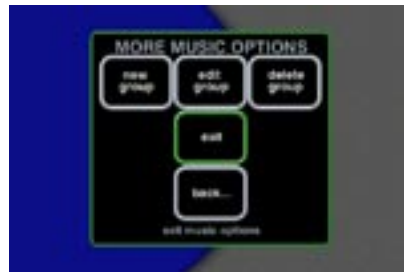 MORE MUSIC OPTIONS
new
group
edit
group
delete
group
exit
back...
exit music options